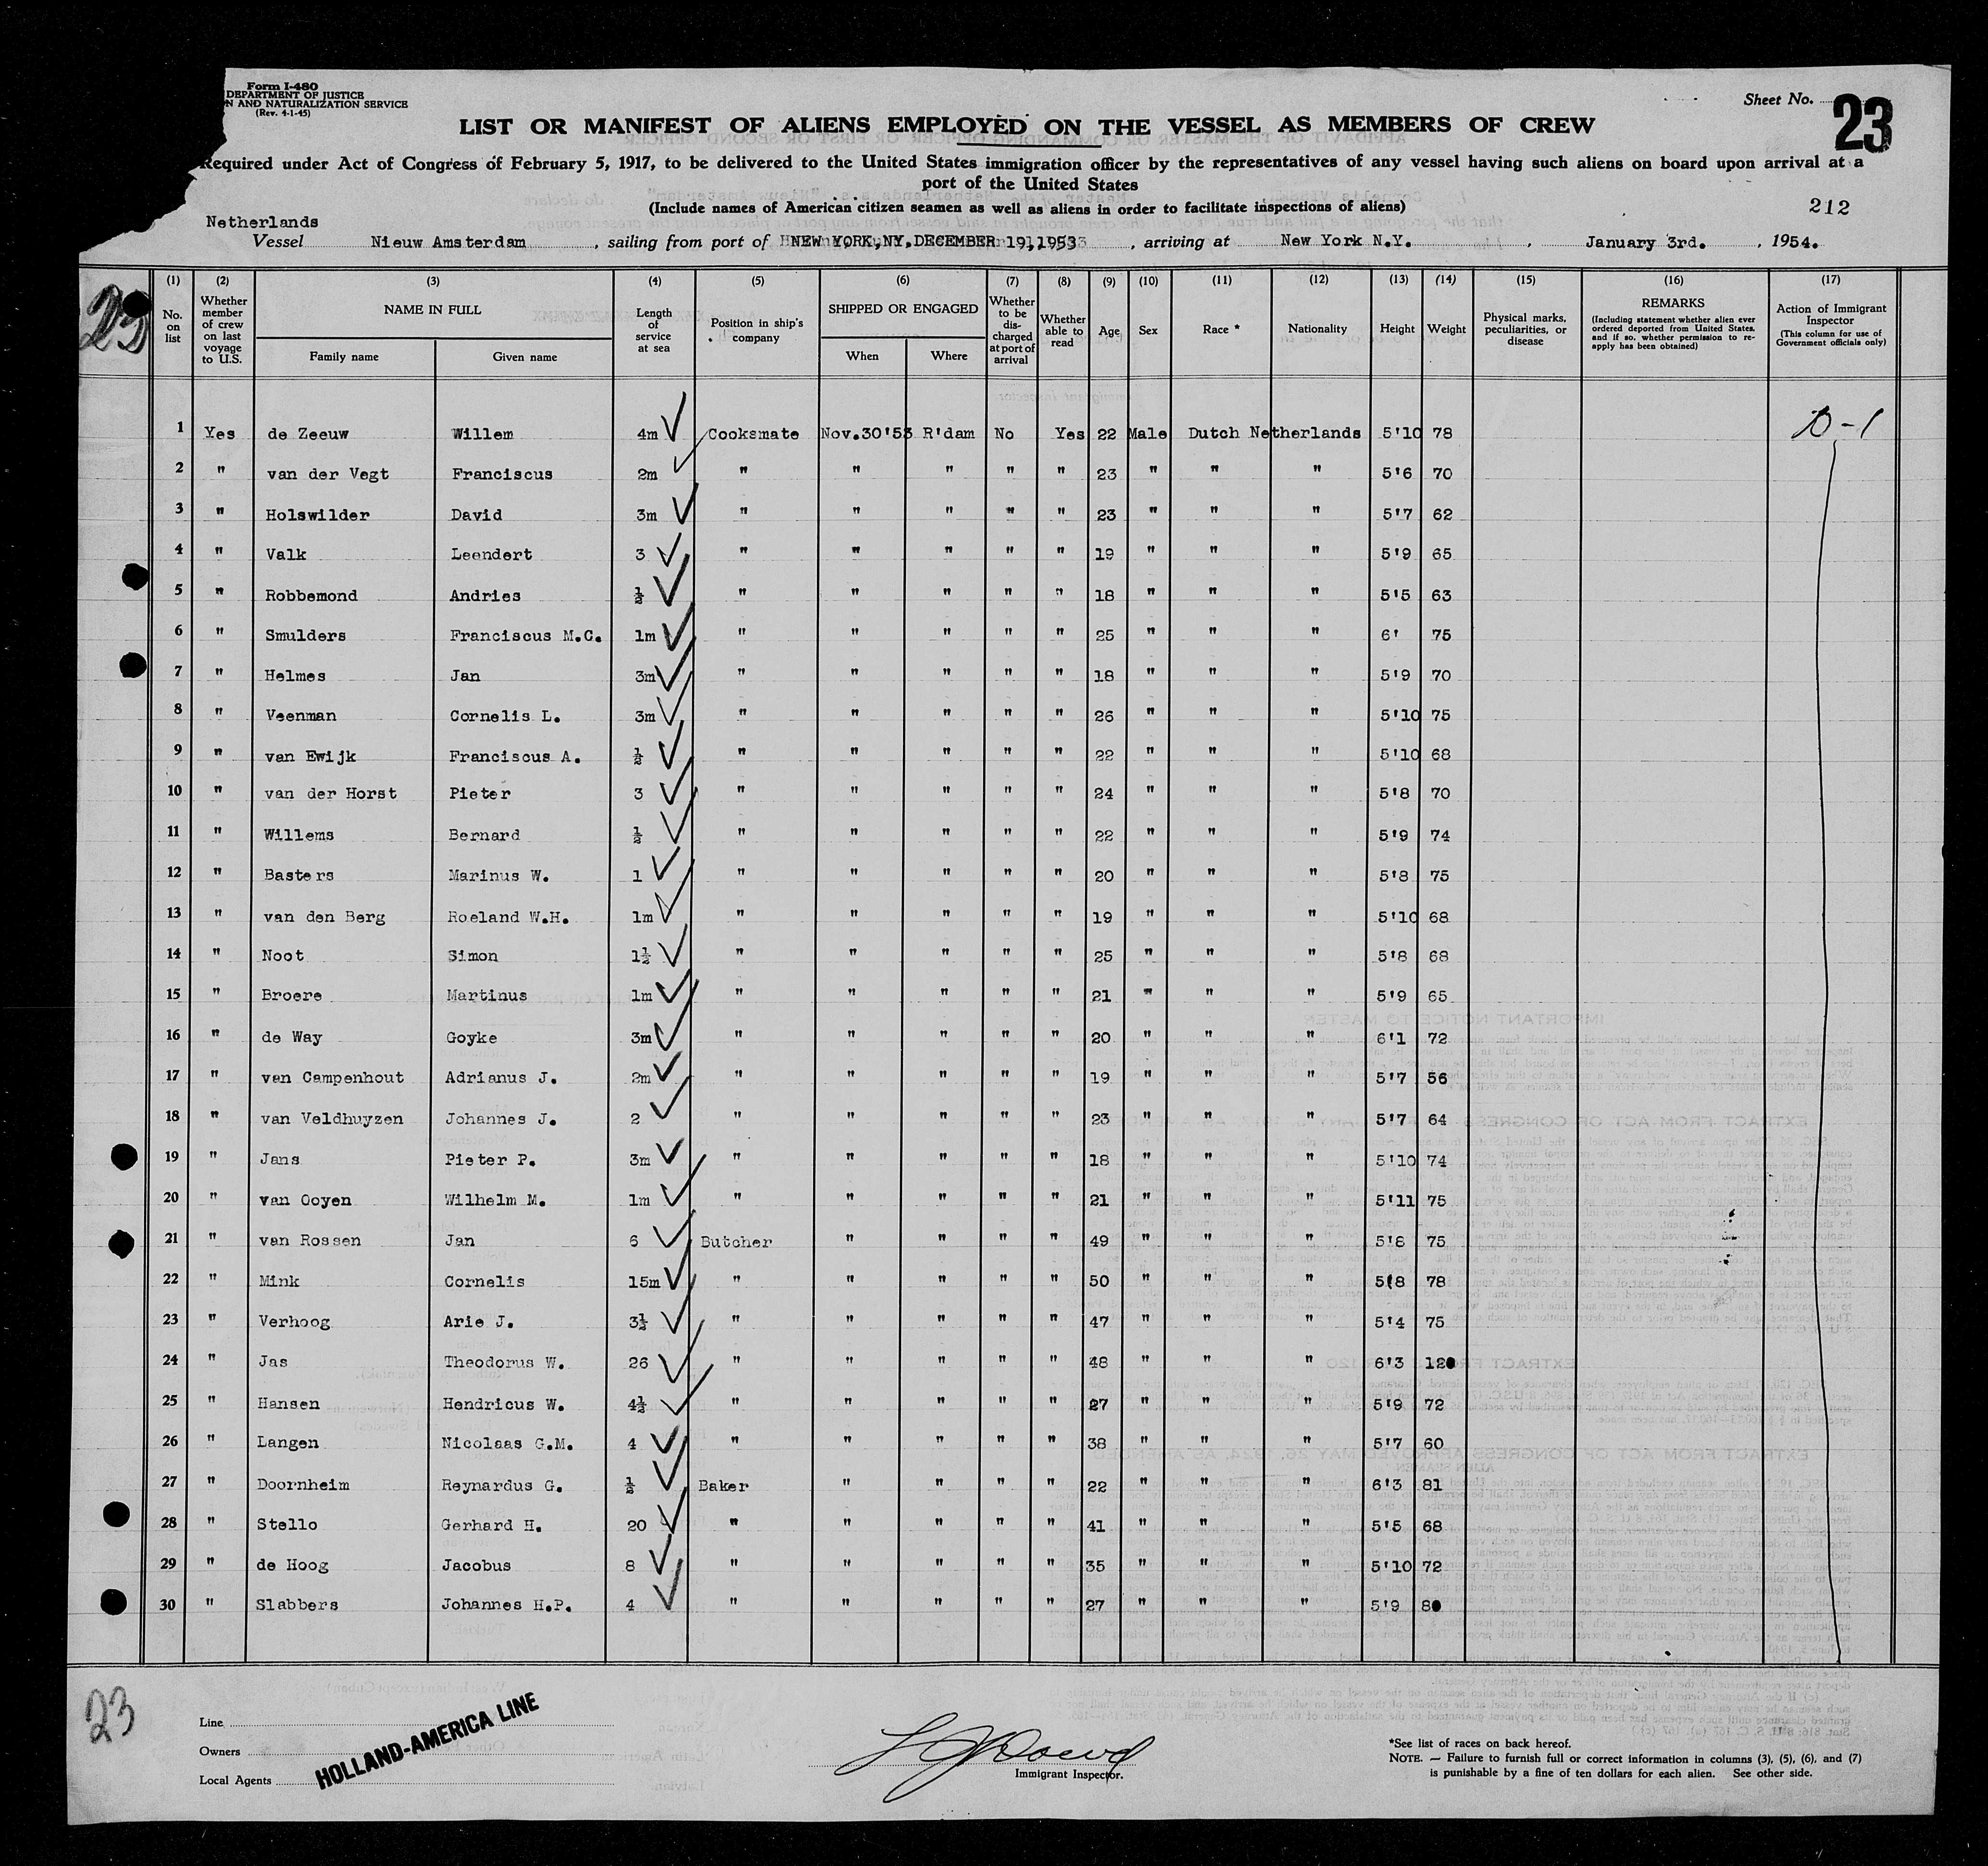 Form I-480
DEPARTMENT OF JUSTICE
N AND NATURALIZATION SERVICE
(Rev. 4-1-45)
Sheet No. 23
LIST OR MANIFEST OF ALIENS EMPLOYED ON THE VESSEL AS MEMBERS OF CREW
Required under Act of Congress of February 5, 1917, to be delivered to the United States immigration officer by the representatives of any vessel having such aliens on board upon arrival at a
port of the United States
(Include names of American citizen seamen as well as aliens in order to facilitate inspections of aliens)
212
Netherlands
Vessel Nieuw Amsterdam, sailing from port of NEW YORK, NY, DECEMBER 19, 1953, arriving at New York N.Y., January 3rd., 1954.
23
(1) (2) (3) (4) (5) (6) (7) (8) (9) (10) (11) (12) (13) (14) (15) (16) (17)
No. on list
Whether member of crew on last voyage to U.S.
NAME IN FULL
Family name
Given name
Length of service at sea
Position in ship's company
SHIPPED OR ENGAGED
When
Where
Whether to be discharged at port of arrival
Whether able to read
Age
Sex
Race *
Nationality
Height
Weight
Physical marks, peculiarities, or disease
REMARKS
(Including statement whether alien ever ordered deported from United States, and if so, whether permission to re-apply has been obtained)
Action of Immigrant Inspector
(This column for use of Government officials only)
1 Yes de Zeeuw Willem 4m Cooksmate Nov.30'53 R'dam No Yes 22 Male Dutch Netherlands 5'10 78 D-1
2 " van der Vegt Franciscus 2m " " " " " 23 " " " 5'6 70
3 " Holswilder David 3m " " " " " 23 " " " 5'7 62
4 " Valk Leendert 3 " " " " " 19 " " " 5'9 65
5 " Robbemond Andries ½ " " " " " 18 " " " 5'5 63
6 " Smulders Franciscus M.C. 1m " " " " " 25 " " " 6' 75
7 " Helmes Jan 3m " " " " " 18 " " " 5'9 70
8 " Veenman Cornelis L. 3m " " " " " 26 " " " 5'10 75
9 " van Ewijk Franciscus A. ½ " " " " " 22 " " " 5'10 68
10 " van der Horst Pieter 3 " " " " " 24 " " " 5'8 70
11 " Willems Bernard ½ " " " " " 22 " " " 5'9 74
12 " Basters Marinus W. 1 " " " " " 20 " " " 5'8 75
13 " van den Berg Roeland W.H. 1m " " " " " 19 " " " 5'10 68
14 " Noot Simon 1½ " " " " " 25 " " " 5'8 68
15 " Broere Martinus 1m " " " " " 21 " " " 5'9 65
16 " de Way Goyke 3m " " " " " 20 " " " 6'1 72
17 " van Campenhout Adrianus J. 2m " " " " " 19 " " " 5'7 56
18 " van Veldhuyzen Johannes J. 2 " " " " " 23 " " " 5'7 64
19 " Jans Pieter P. 3m " " " " " 18 " " " 5'10 74
20 " van Ooyen Wilhelm M. 1m " " " " " 21 " " " 5'11 75
21 " van Rossen Jan 6 Butcher " " " " 49 " " " 5'8 75
22 " Mink Cornelis 15m " " " " " 50 " " " 5'8 78
23 " Verhoog Arie J. 3½ " " " " " 47 " " " 5'4 75
24 " Jas Theodorus W. 26 " " " " " 48 " " " 6'3 120
25 " Hansen Hendricus W. 4½ " " " " " 27 " " " 5'9 72
26 " Langen Nicolaas G.M. 4 " " " " " 38 " " " 5'7 60
27 " Doornheim Reynardus G. ½ Baker " " " " 22 " " " 6'3 81
28 " Stello Gerhard H. 20 " " " " " 41 " " " 5'5 68
29 " de Hoog Jacobus 8 " " " " " 35 " " " 5'10 72
30 " Slabbers Johannes H.P. 4 " " " " " 27 " " " 5'9 80
23
Line
Owners
Local Agents
HOLLAND-AMERICA LINE
Immigrant Inspector.
*See list of races on back hereof.
NOTE. — Failure to furnish full or correct information in columns (3), (5), (6), and (7)
is punishable by a fine of ten dollars for each alien. See other side.